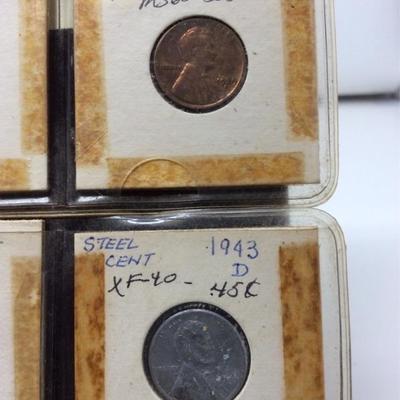 STEEL 1943
CENT D
XF-40 - .45¢